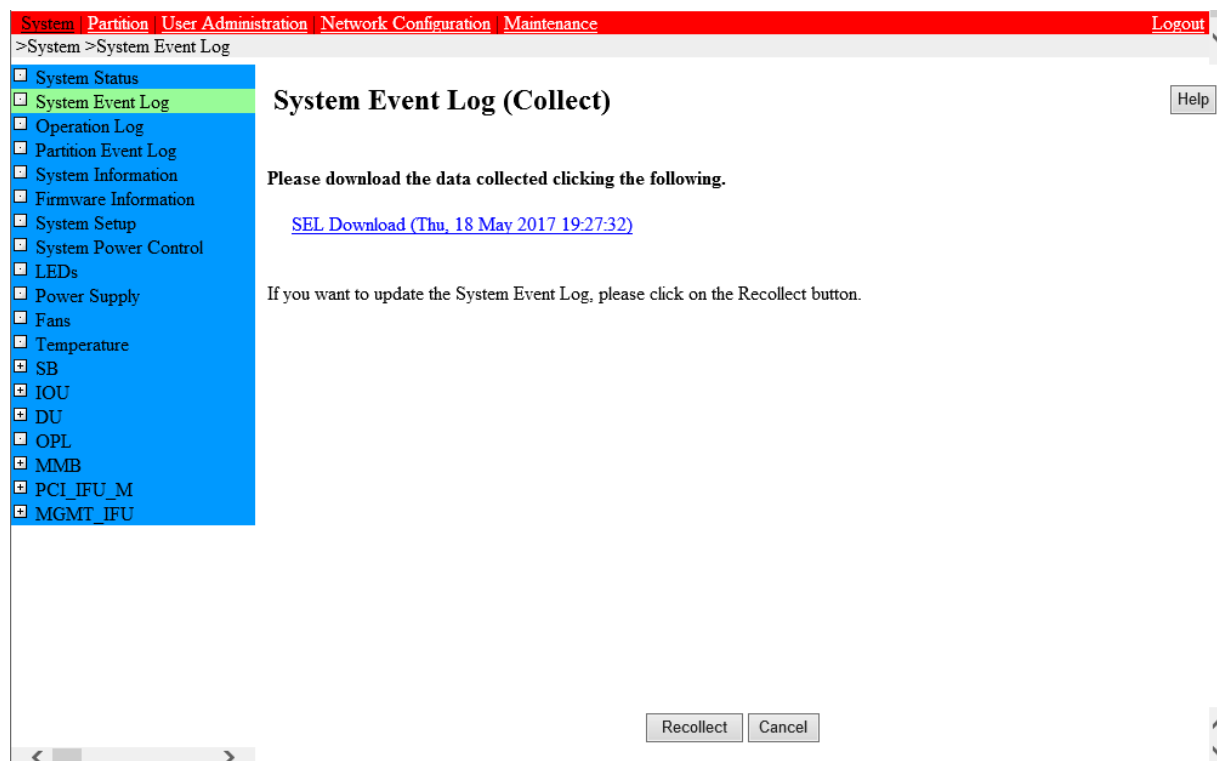 System | Partition | User Administration | Network Configuration | Maintenance Logout
>System >System Event Log
System Status
System Event Log
Operation Log
Partition Event Log
System Information
Firmware Information
System Setup
System Power Control
LEDs
Power Supply
Fans
Temperature
SB
IOU
DU
OPL
MMB
PCI_IFU_M
MGMT_IFU
System Event Log (Collect)
Help
Please download the data collected clicking the following.
SEL Download (Thu, 18 May 2017 19:27:32)
If you want to update the System Event Log, please click on the Recollect button.
Recollect Cancel